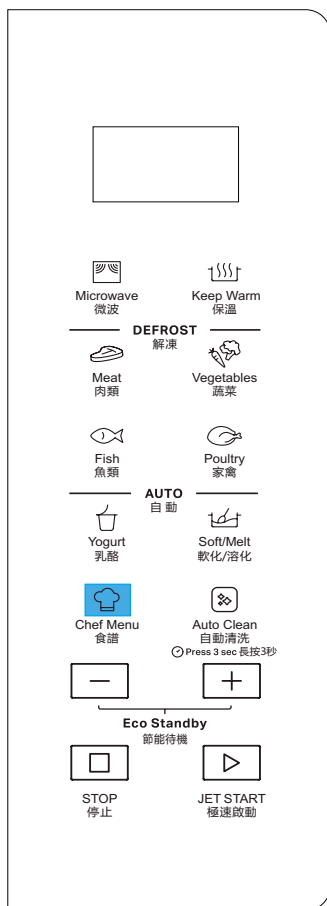 Microwave
微波
Keep Warm
保溫
DEFROST
解凍
Meat
肉類
Vegetables
蔬菜
Fish
魚類
Poultry
家禽
AUTO
自動
Yogurt
乳酪
Soft/Melt
軟化/溶化
Chef Menu
食譜
Auto Clean
自動清洗
Press 3 sec 長按3秒
Eco Standby
節能待機
STOP
停止
JET START
極速啟動